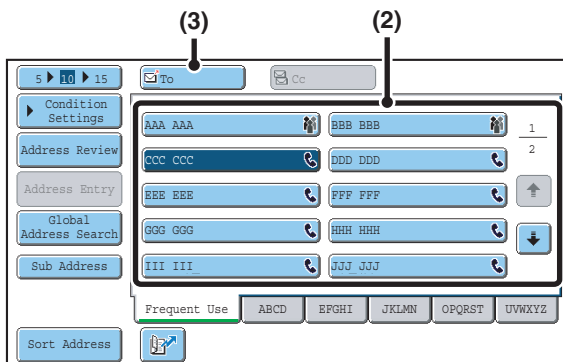 (3) (2)
5 10 15 To Cc
Condition
Settings
AAA AAA BBB BBB 1
2
Address Review CCC CCC DDD DDD
Address Entry EEE EEE FFF FFF
Global
Address Search GGG GGG HHH HHH
Sub Address III III JJJ JJJ
Frequent Use ABCD EFGHI JKLMN OPQRST UVWXYZ
Sort Address